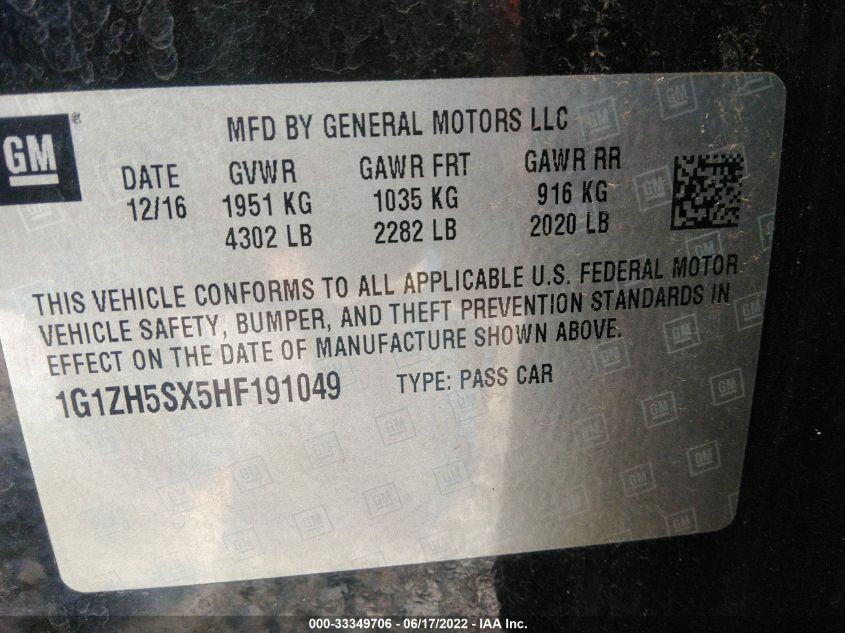 GM
MFD BY GENERAL MOTORS LLC
DATE GVWR GAWR FRT GAWR RR
12/16 1951 KG 1035 KG 916 KG
4302 LB 2282 LB 2020 LB
THIS VEHICLE CONFORMS TO ALL APPLICABLE U.S. FEDERAL MOTOR
VEHICLE SAFETY, BUMPER, AND THEFT PREVENTION STANDARDS IN
EFFECT ON THE DATE OF MANUFACTURE SHOWN ABOVE.
1G1ZH5SX5HF191049 TYPE: PASS CAR
000-33349706 - 06/17/2022 - IAA Inc.